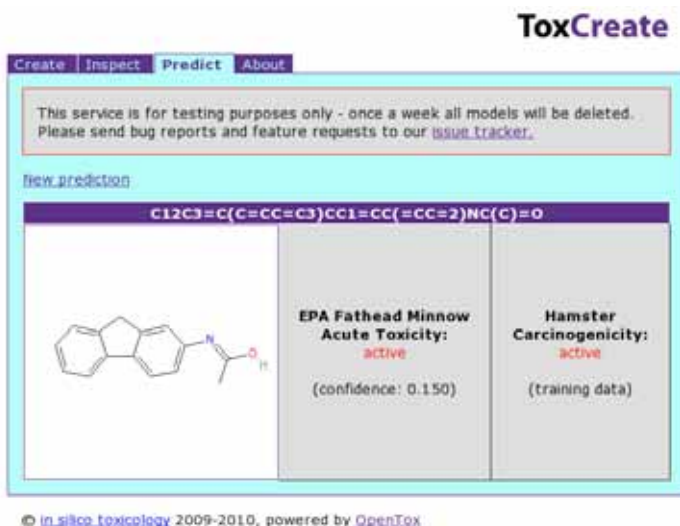 ToxCreate
Create Inspect Predict About
This service is for testing purposes only - once a week all models will be deleted.
Please send bug reports and feature requests to our issue tracker.
New prediction
C12C3=C(C=CC=C3)CC1=CC(=CC=2)NC(C)=O
EPA Fathead Minnow
Acute Toxicity:
active
(confidence: 0.150)
Hamster
Carcinogenicity:
active
(training data)
N
O
H
© in silico toxicology 2009-2010, powered by OpenTox